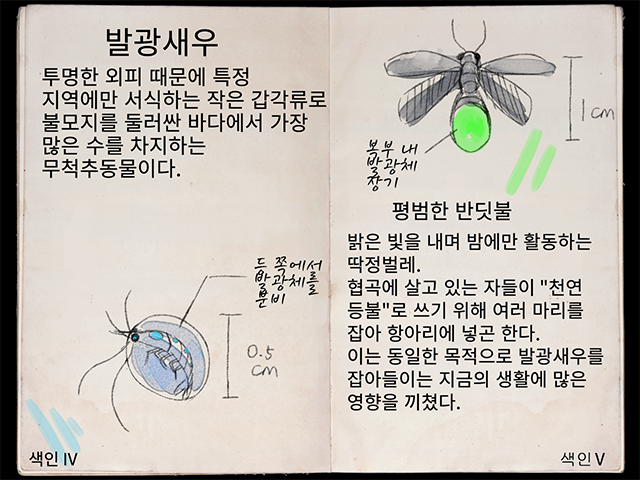 발광새우
투명한 외피 때문에 특정
지역에만 서식하는 작은 갑각류로
불모지를 둘러싼 바다에서 가장
많은 수를 차지하는
무척추동물이다.
두 쪽에서
발광체를
분비
0.5
cm
색인 IV
1 cm
복부 내
발광체
장기
평범한 반딧불
밝은 빛을 내며 밤에만 활동하는
딱정벌레.
협곡에 살고 있는 자들이 "천연
등불"로 쓰기 위해 여러 마리를
잡아 항아리에 넣곤 한다.
이는 동일한 목적으로 발광새우를
잡아들이는 지금의 생활에 많은
영향을 끼쳤다.
색인 V